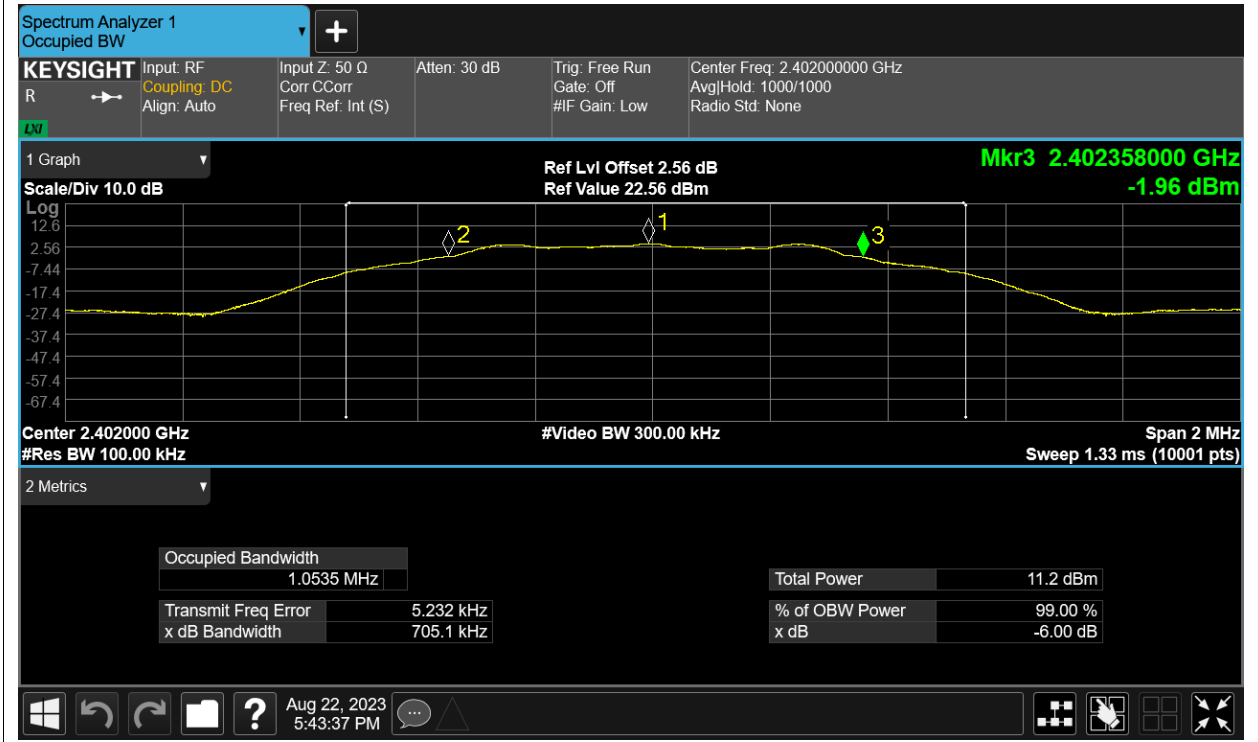 Spectrum Analyzer 1
Occupied BW
KEYSIGHT
R
LXI
Input: RF
Coupling: DC
Align: Auto
Input Z: 50 Ω
Corr CCorr
Freq Ref: Int (S)
Atten: 30 dB
Trig: Free Run
Gate: Off
#IF Gain: Low
Center Freq: 2.402000000 GHz
Avg|Hold: 1000/1000
Radio Std: None
1 Graph
Scale/Div 10.0 dB
Ref Lvl Offset 2.56 dB
Ref Value 22.56 dBm
Mkr3 2.402358000 GHz
-1.96 dBm
Log
12.6
2.56
-7.44
-17.4
-27.4
-37.4
-47.4
-57.4
-67.4
2
1
3
Center 2.402000 GHz
#Res BW 100.00 kHz
#Video BW 300.00 kHz
Span 2 MHz
Sweep 1.33 ms (10001 pts)
2 Metrics
Occupied Bandwidth
1.0535 MHz
Transmit Freq Error 5.232 kHz
x dB Bandwidth 705.1 kHz
Total Power 11.2 dBm
% of OBW Power 99.00 %
x dB -6.00 dB
?
Aug 22, 2023
5:43:37 PM